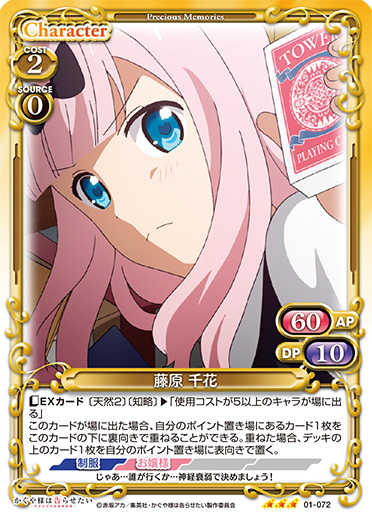 Precious Memories
Character
COST
2
SOURCE
0
TOWER
PLAYING CA
60 AP
DP 10
藤原 千花
EXカード 〔天然2〕〔知略〕▶「使用コストが5以上のキャラが場に出
る」
このカードが場に出た場合、自分のポイント置き場にあるカード1枚を
このカードの下に裏向きで重ねることができる。重ねた場合、デッキの
上のカード1枚を自分のポイント置き場に表向きで置く。
制服 お嬢様
じゃあ…誰が行くか…神経衰弱で決めましょう!
かぐや様は告らせたい
©赤坂アカ/集英社・かぐや様は告らせたい製作委員会
01-072